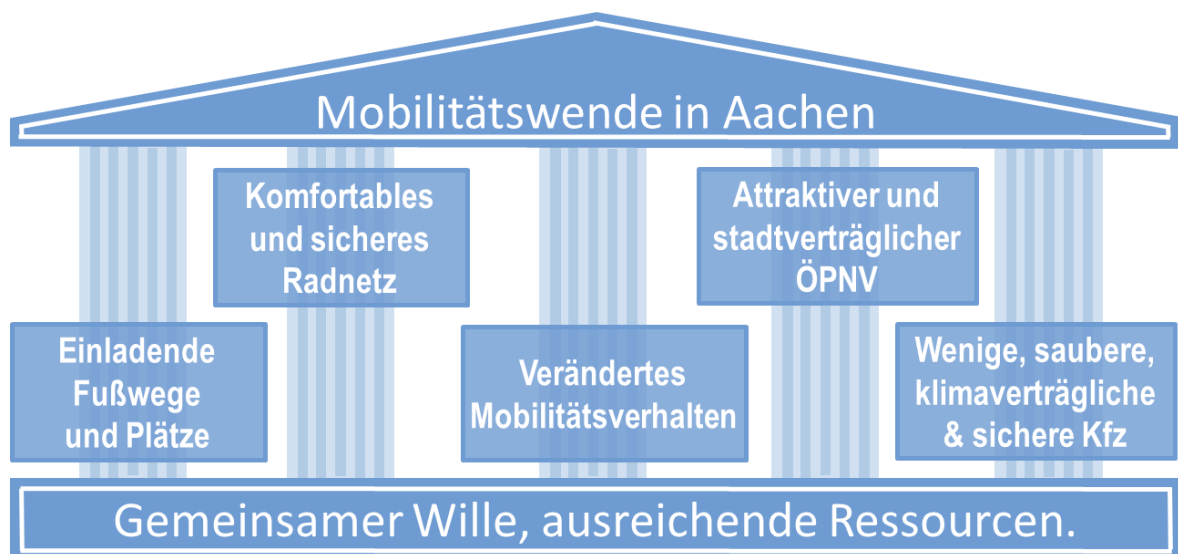 Mobilitätswende in Aachen
Einladende
Fußwege
und Plätze
Komfortables
und sicheres
Radnetz
Verändertes
Mobilitätsverhalten
Attraktiver und
stadtverträglicher
ÖPNV
Wenige, saubere,
klimaverträgliche
& sichere Kfz
Gemeinsamer Wille, ausreichende Ressourcen.